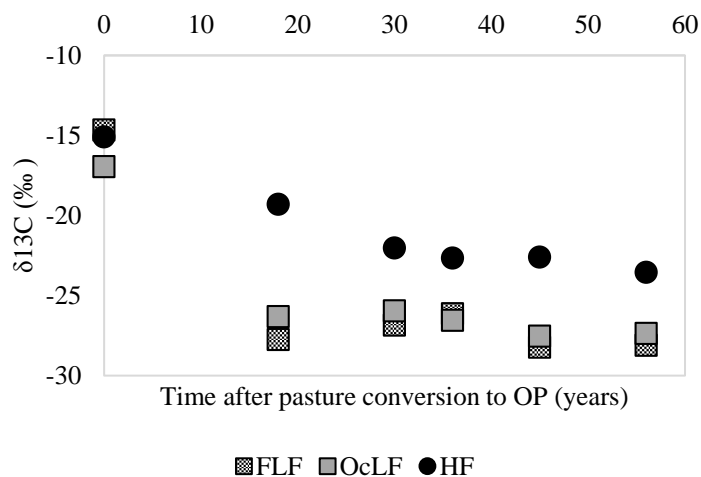 0 10 20 30 40 50 60
-10
-15
-20
-25
-30
δ13C (‰ )
Time after pasture conversion to OP (years)
FLF OcLF HF